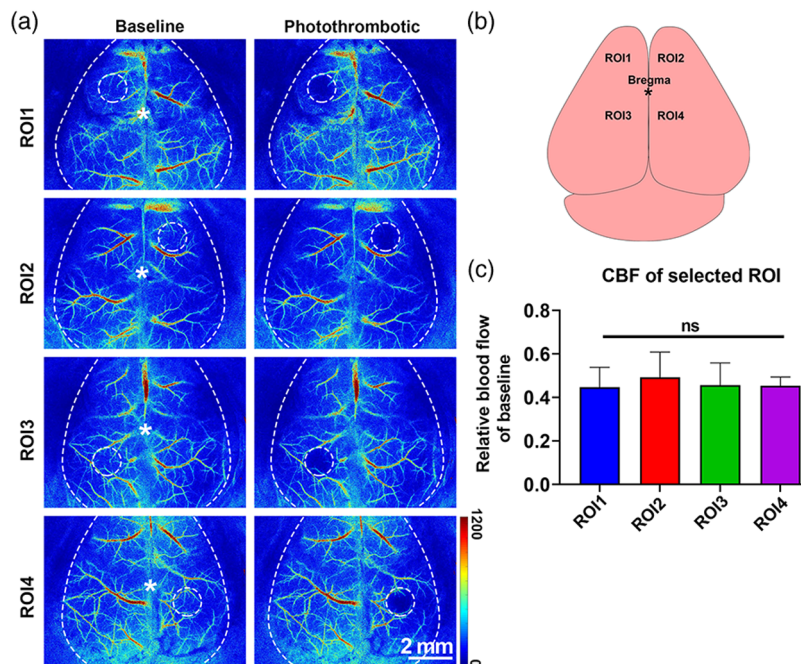 (a)
Baseline
Photothrombotic
ROI1
*
ROI2
*
ROI3
*
ROI4
*
2 mm
1200
0
(b)
ROI1
ROI2
Bregma
*
ROI3
ROI4
(c)
CBF of selected ROI
Relative blood flow
of baseline
0.8
0.6
0.4
0.2
0.0
ns
ROI1
ROI2
ROI3
ROI4